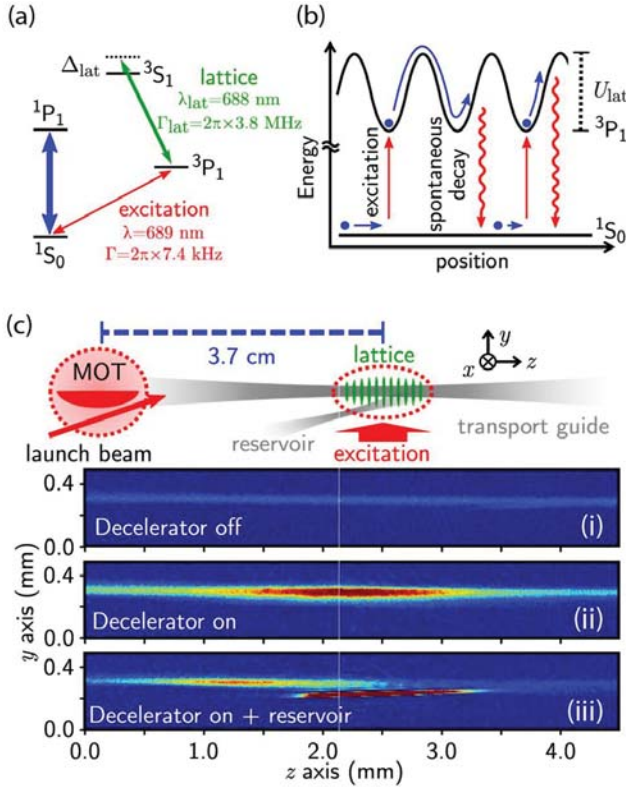 (a)
Δlat
³S₁
lattice
λlat=688 nm
Γlat=2π×3.8 MHz
¹P₁
³P₁
excitation
λ=689 nm
Γ=2π×7.4 kHz
¹S₀
(b)
Energy
excitation
spontaneous
decay
Ulat
³P₁
¹S₀
position
(c)
3.7 cm
MOT
lattice
y
x
z
reservoir
transport guide
launch beam
excitation
0.4
Decelerator off
(i)
0.0
y axis (mm)
0.4
Decelerator on
(ii)
0.0
0.4
Decelerator on + reservoir
(iii)
0.0
0.0 1.0 2.0 3.0 4.0
z axis (mm)